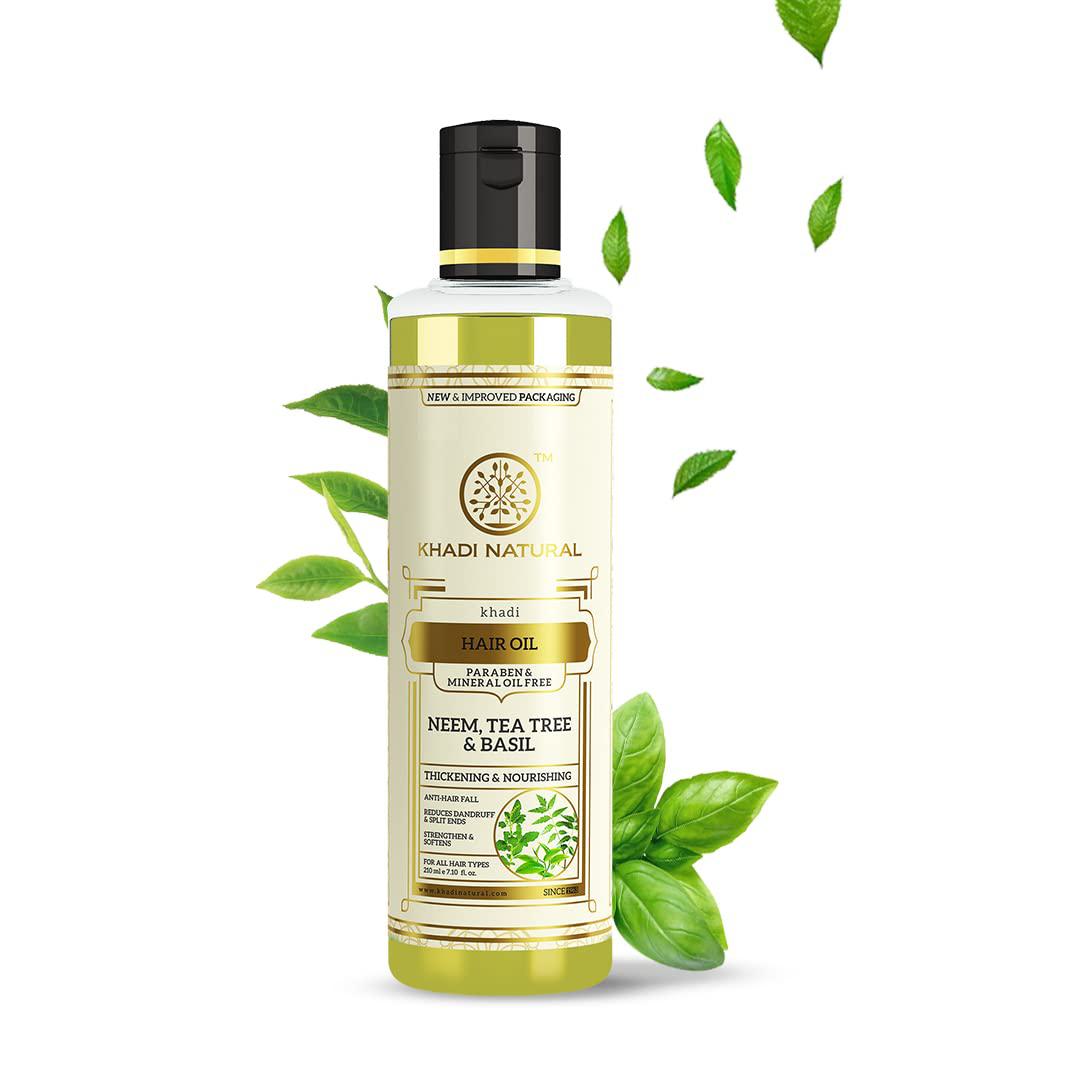 NEW & IMPROVED PACKAGING
TM
KHADI NATURAL
khadi
HAIR OIL
PARABEN &
MINERAL OIL FREE
NEEM, TEA TREE
& BASIL
THICKENING & NOURISHING
ANTI-HAIR FALL
REDUCES DANDRUFF
& SPLIT ENDS
STRENGTHEN &
SOFTENS
FOR ALL HAIR TYPES
210 ml e 7.10 fl. oz.
www.khadinatural.com
SINCE